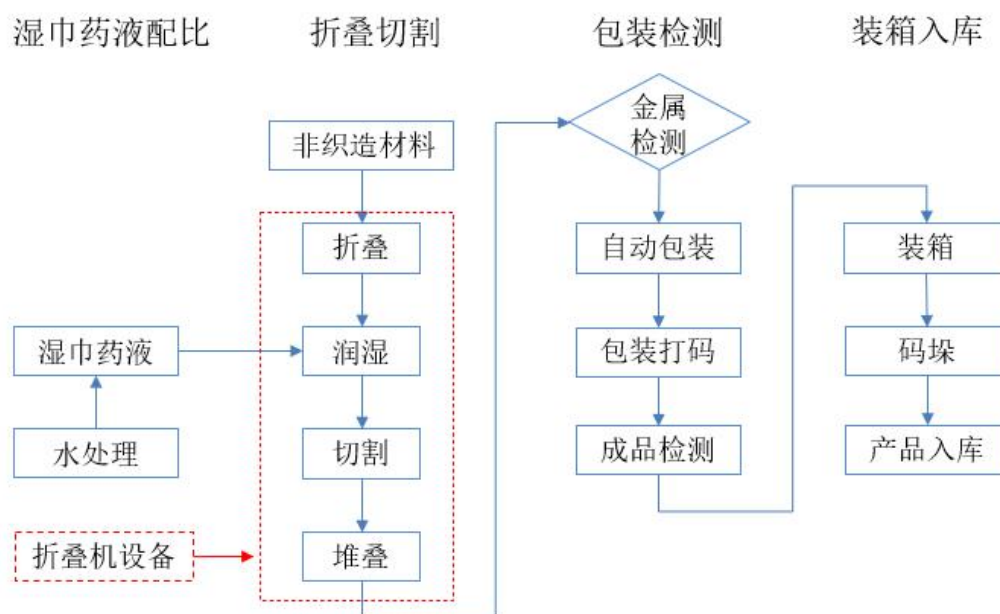 湿巾药液配比
折叠切割
包装检测
装箱入库
非织造材料
折叠
润湿
切割
堆叠
湿巾药液
水处理
折叠机设备
金属
检测
自动包装
包装打码
成品检测
装箱
码垛
产品入库